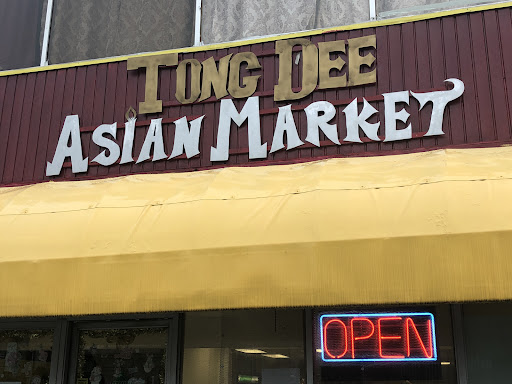 TONG DEE
ASIAN MARKET
OPEN